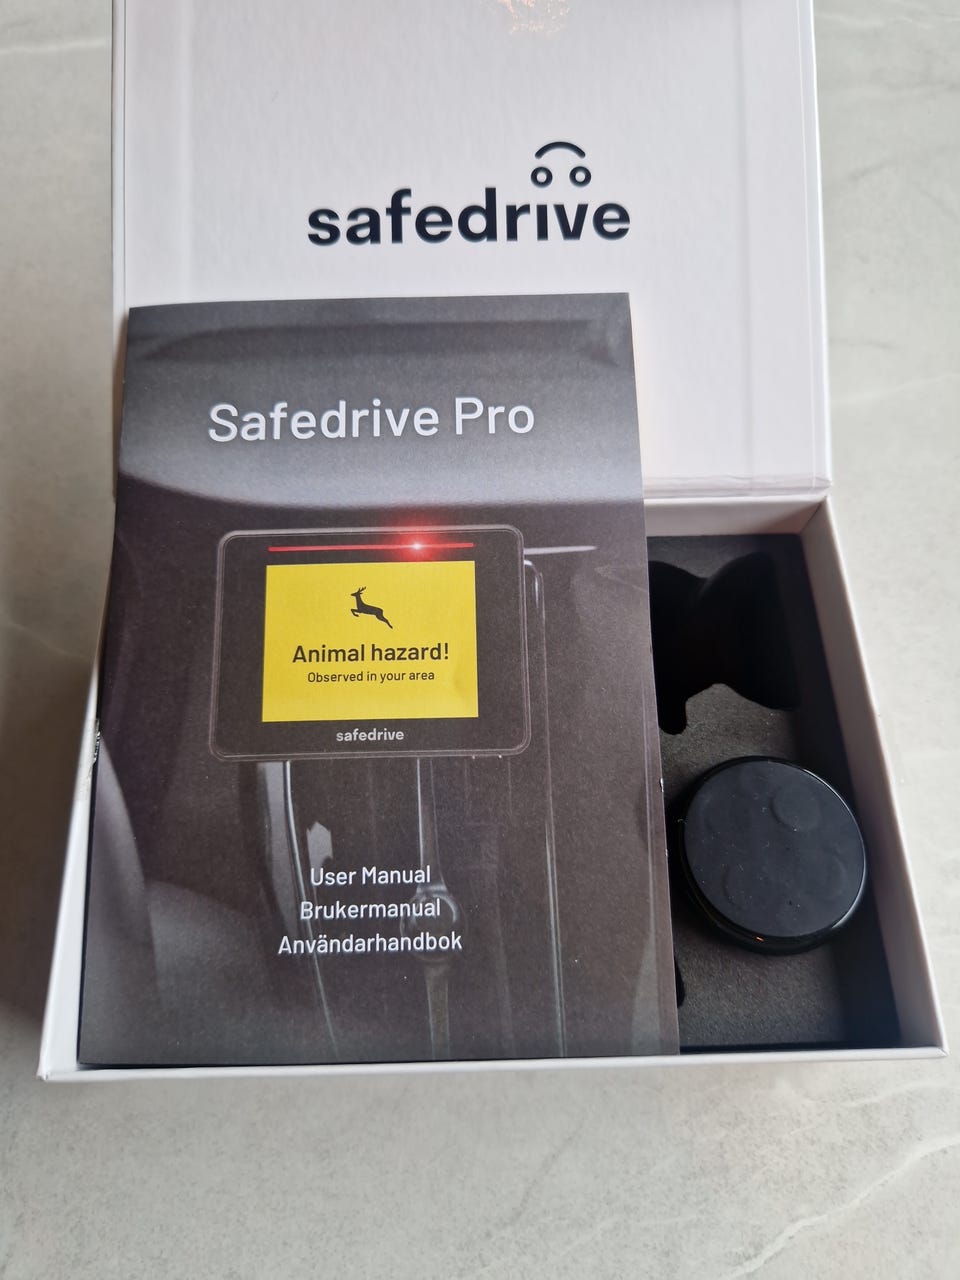 safedrive
Safedrive Pro
Animal hazard!
Observed in your area
safedrive
User Manual
Brukermanual
Användarhandbok